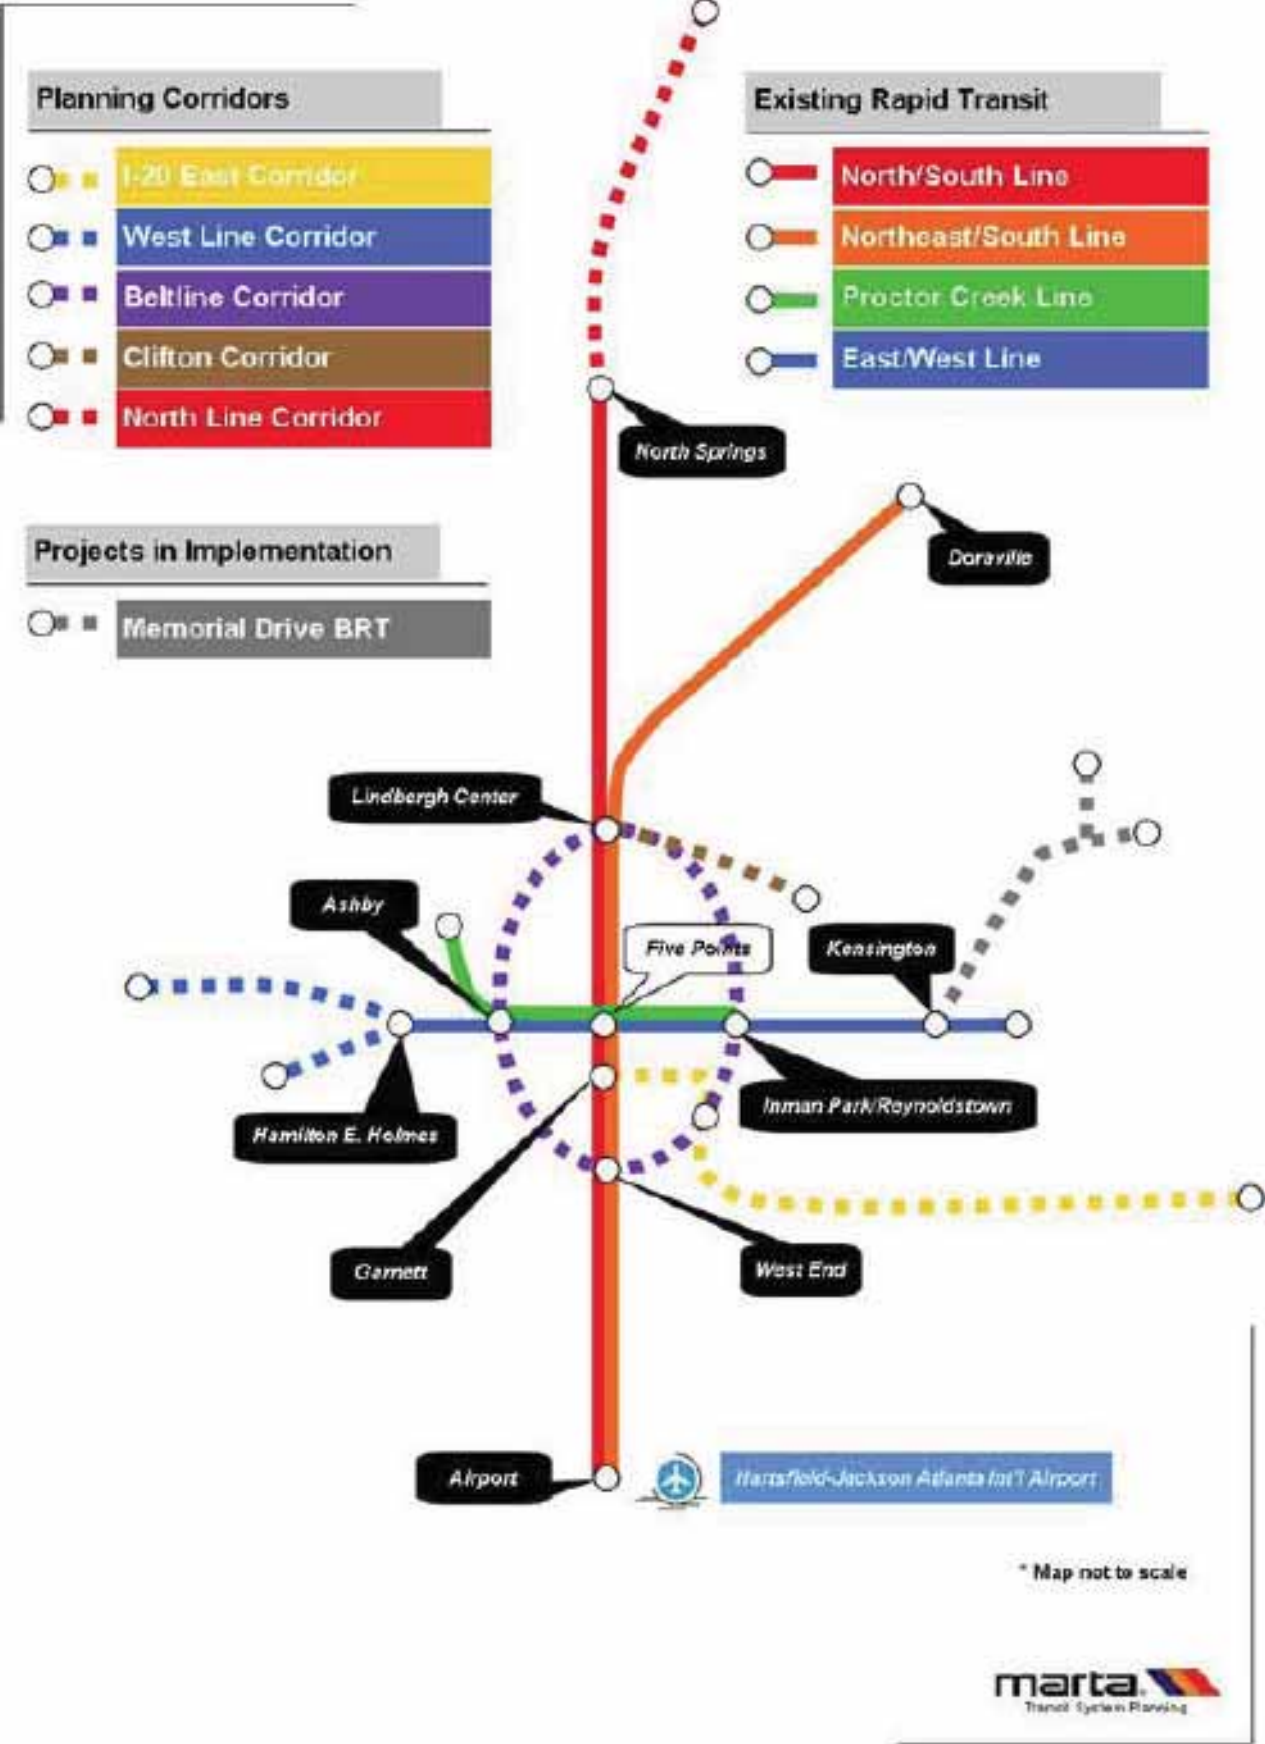 Planning Corridors
I-20 East Corridor
West Line Corridor
Beltline Corridor
Clifton Corridor
North Line Corridor
Existing Rapid Transit
North/South Line
Northeast/South Line
Proctor Creek Line
East/West Line
Projects in Implementation
Memorial Drive BRT
North Springs
Doraville
Lindbergh Center
Ashby
Five Points
Kensington
Hamilton E. Holmes
Inman Park/Reynoldstown
Garnett
West End
Airport
Hartsfield-Jackson Atlanta Int'l Airport
* Map not to scale
marta
Transit System Planning